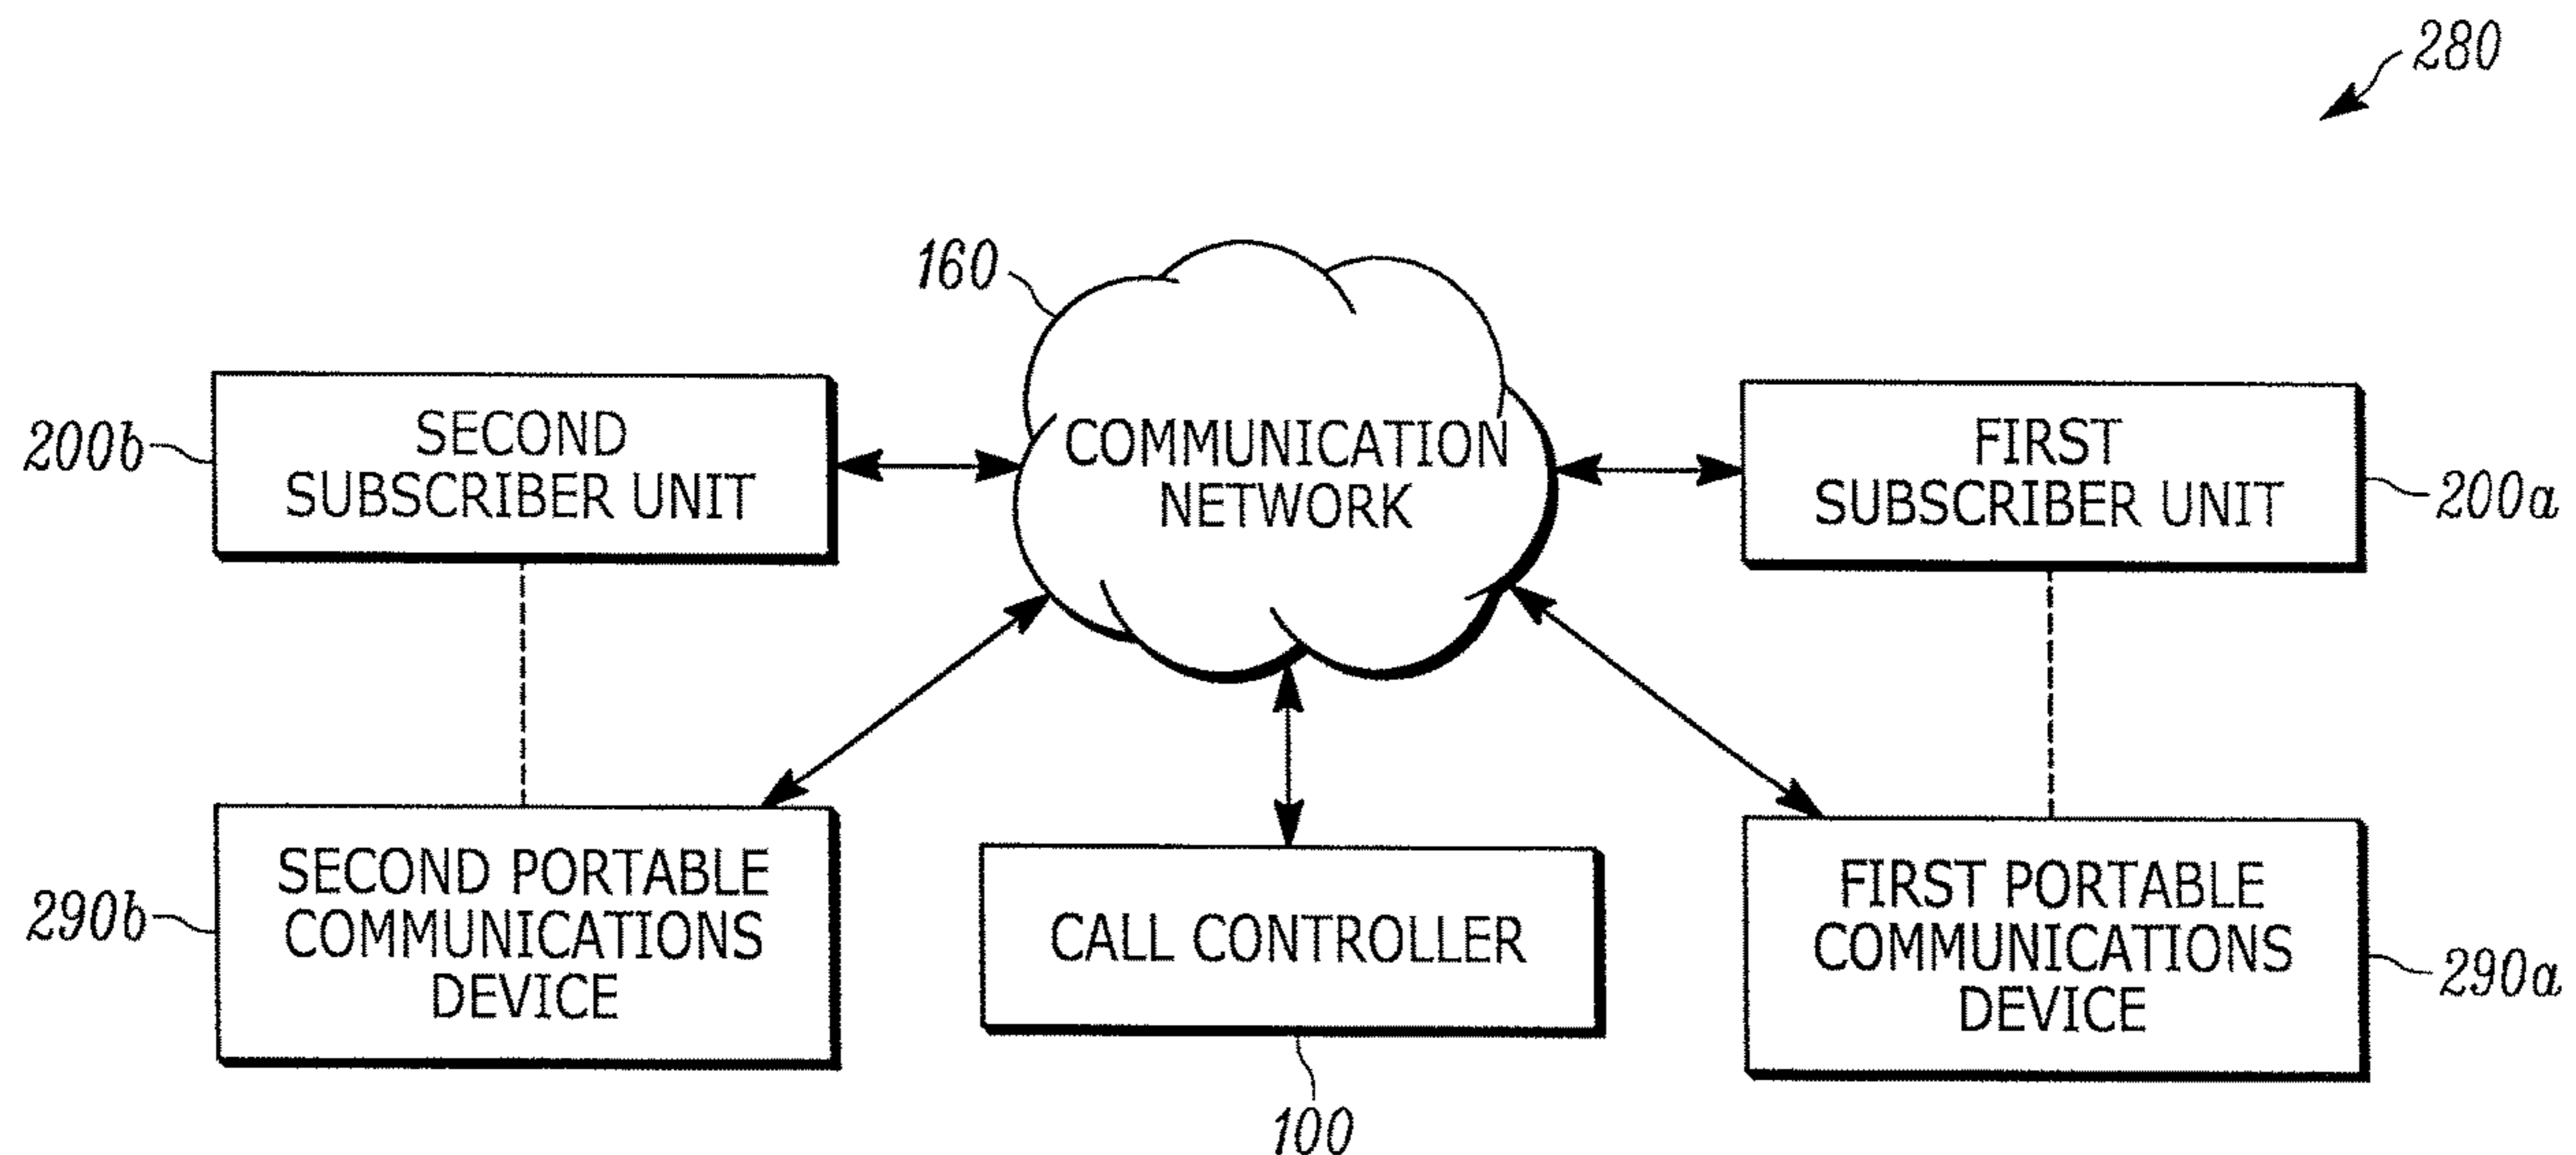 280
160
200b
SECOND
SUBSCRIBER UNIT
COMMUNICATION
NETWORK
FIRST
SUBSCRIBER UNIT
200a
290b
SECOND PORTABLE
COMMUNICATIONS
DEVICE
CALL CONTROLLER
FIRST PORTABLE
COMMUNICATIONS
DEVICE
290a
100